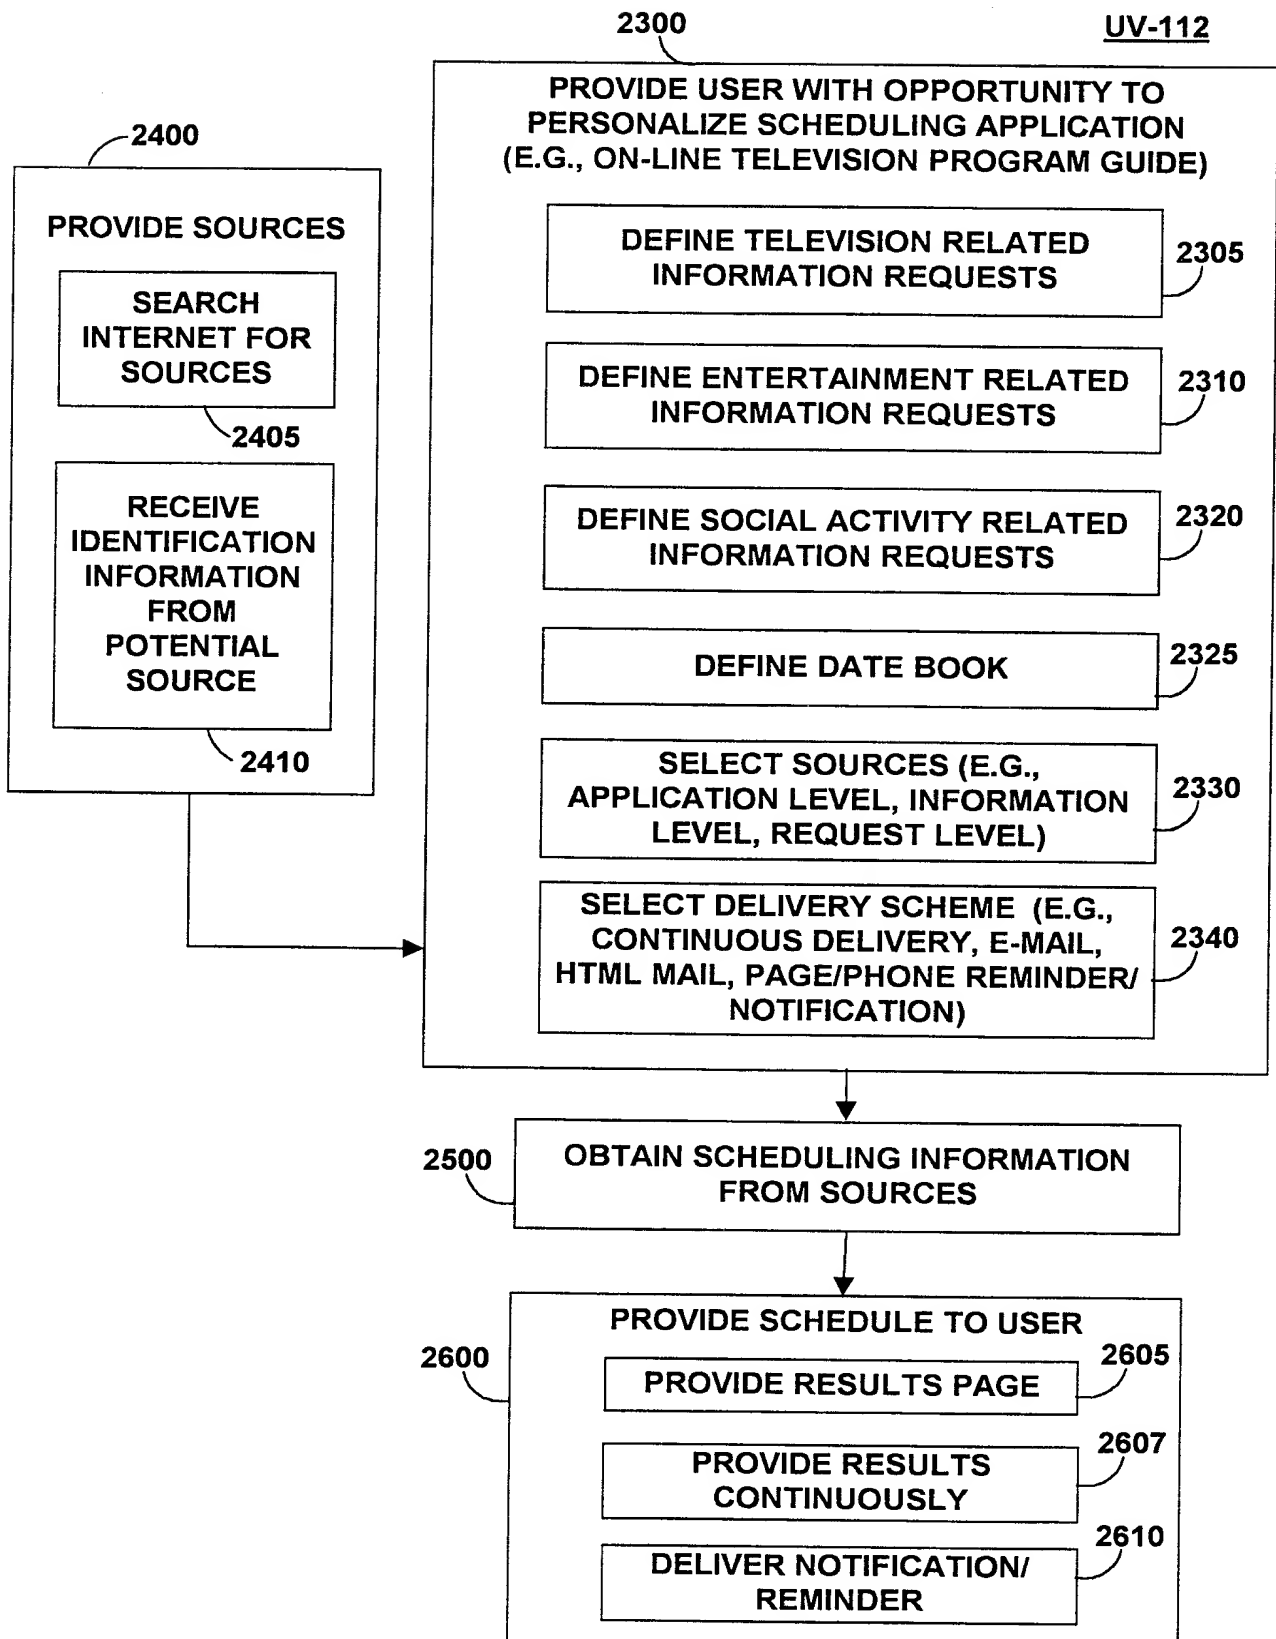 UV-112
2300
PROVIDE USER WITH OPPORTUNITY TO
PERSONALIZE SCHEDULING APPLICATION
(E.G., ON-LINE TELEVISION PROGRAM GUIDE)
2400
PROVIDE SOURCES
SEARCH
INTERNET FOR
SOURCES
2405
RECEIVE
IDENTIFICATION
INFORMATION
FROM
POTENTIAL
SOURCE
2410
DEFINE TELEVISION RELATED
INFORMATION REQUESTS
2305
DEFINE ENTERTAINMENT RELATED
INFORMATION REQUESTS
2310
DEFINE SOCIAL ACTIVITY RELATED
INFORMATION REQUESTS
2320
DEFINE DATE BOOK
2325
SELECT SOURCES (E.G.,
APPLICATION LEVEL, INFORMATION
LEVEL, REQUEST LEVEL)
2330
SELECT DELIVERY SCHEME (E.G.,
CONTINUOUS DELIVERY, E-MAIL,
HTML MAIL, PAGE/PHONE REMINDER/
NOTIFICATION)
2340
2500
OBTAIN SCHEDULING INFORMATION
FROM SOURCES
2600
PROVIDE SCHEDULE TO USER
PROVIDE RESULTS PAGE
2605
PROVIDE RESULTS
CONTINUOUSLY
2607
DELIVER NOTIFICATION/
REMINDER
2610